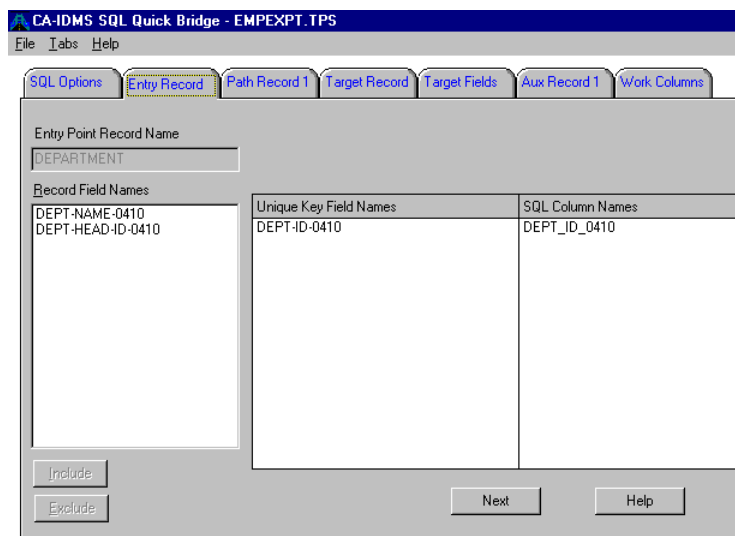 CA-IDMS SQL Quick Bridge - EMPEXPT.TPS
File Tabs Help
SQL Options Entry Record Path Record 1 Target Record Target Fields Aux Record 1 Work Columns
Entry Point Record Name
DEPARTMENT
Record Field Names
DEPT-NAME-0410
DEPT-HEAD-ID-0410
Unique Key Field Names SQL Column Names
DEPT-ID-0410 DEPT_ID_0410
Include
Exclude
Next Help